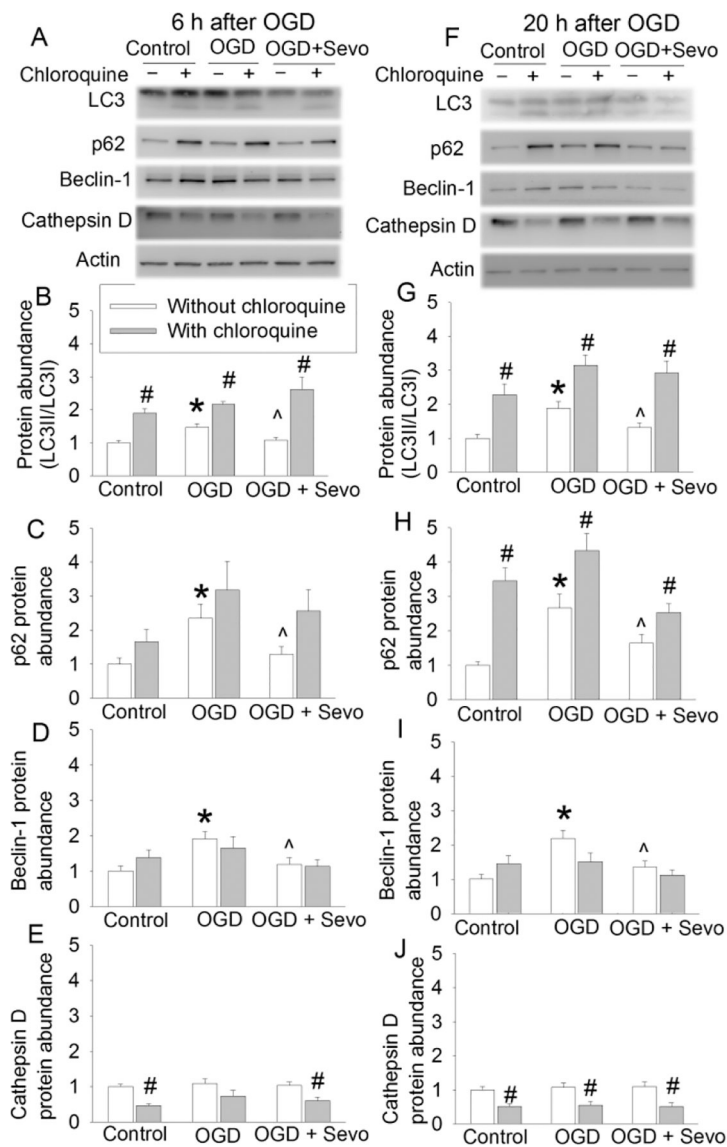 6 h after OGD
A
Control OGD OGD+Sevo
Chloroquine − + − + − +
LC3
p62
Beclin-1
Cathepsin D
Actin
B
Without chloroquine
With chloroquine
Protein abundance
(LC3II/LC3I)
5
4
3
2
1
0
# * # ^ #
Control OGD OGD + Sevo
C
p62 protein
abundance
5
4
3
2
1
0
* ^
Control OGD OGD + Sevo
D
Beclin-1 protein
abundance
5
4
3
2
1
0
* ^
Control OGD OGD + Sevo
E
Cathepsin D
protein abundance
5
4
3
2
1
0
# #
Control OGD OGD + Sevo
20 h after OGD
F
Control OGD OGD+Sevo
Chloroquine − + − + − +
LC3
p62
Beclin-1
Cathepsin D
Actin
G
Protein abundance
(LC3II/LC3I)
5
4
3
2
1
0
# * # ^ #
Control OGD OGD + Sevo
H
p62 protein
abundance
5
4
3
2
1
0
# * # ^ #
Control OGD OGD + Sevo
I
Beclin-1 protein
abundance
5
4
3
2
1
0
* ^
Control OGD OGD + Sevo
J
Cathepsin D
protein abundance
5
4
3
2
1
0
# # #
Control OGD OGD + Sevo